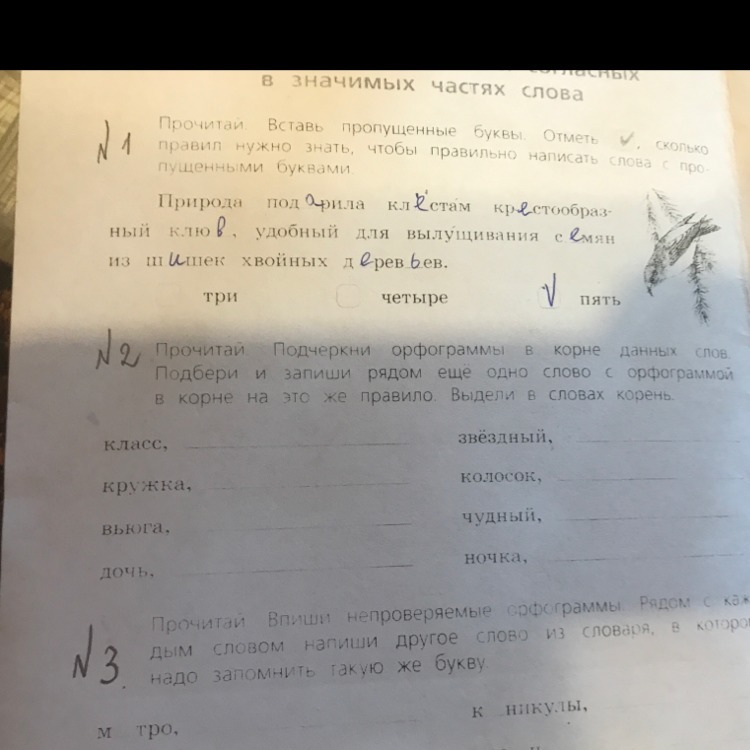 согласных
в значимых частях слова
№1 Прочитай. Вставь пропущенные буквы. Отметь ✓, сколько
правил нужно знать, чтобы правильно написать слова с про-
пущенными буквами.
Природа подарила клестам крестообраз-
ный клюв, удобный для вылущивания семян
из шишек хвойных деревьев.
три четыре V пять
№2 Прочитай. Подчеркни орфограммы в корне данных слов.
Подбери и запиши рядом ещё одно слово с орфограммой
в корне на это же правило. Выдели в словах корень.
класс, звёздный,
кружка, колосок,
вьюга, чудный,
дочь, ночка,
№3 Прочитай. Впиши непроверяемые орфограммы. Рядом с каж-
дым словом напиши другое слово из словаря, в которо
надо запомнить такую же букву.
м тро, к никулы,